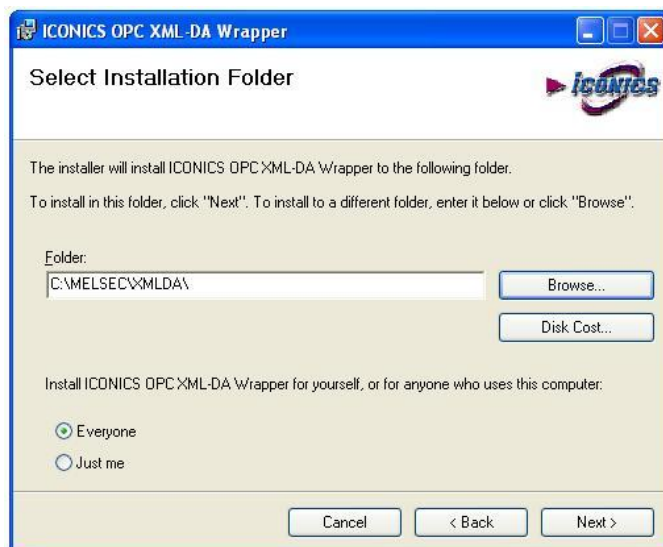 ICONICS OPC XML-DA Wrapper
Select Installation Folder
ICONICS
The installer will install ICONICS OPC XML-DA Wrapper to the following folder.
To install in this folder, click "Next". To install to a different folder, enter it below or click "Browse".
Folder:
C:\MELSEC\XMLDA\
Browse...
Disk Cost...
Install ICONICS OPC XML-DA Wrapper for yourself, or for anyone who uses this computer:
Everyone
Just me
Cancel
< Back
Next >